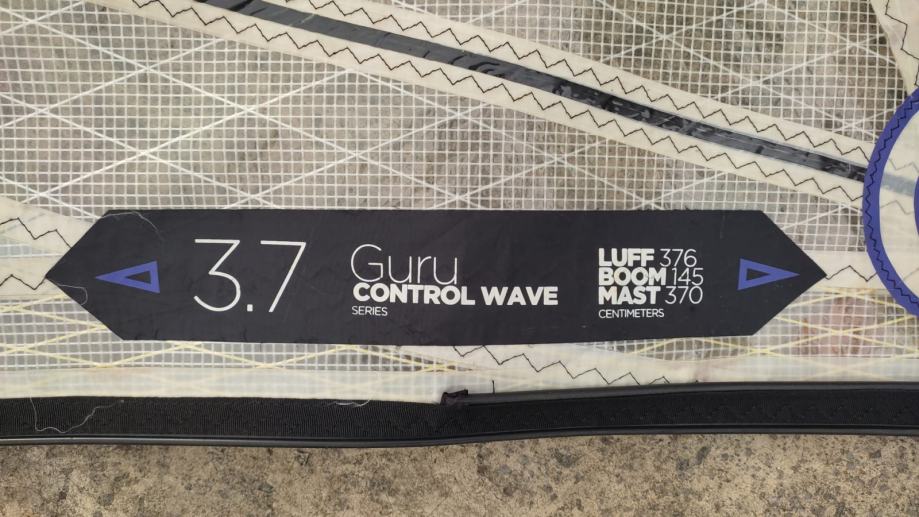 3.7
Guru
CONTROL WAVE
SERIES
LUFF 376
BOOM 145
MAST 370
CENTIMETERS